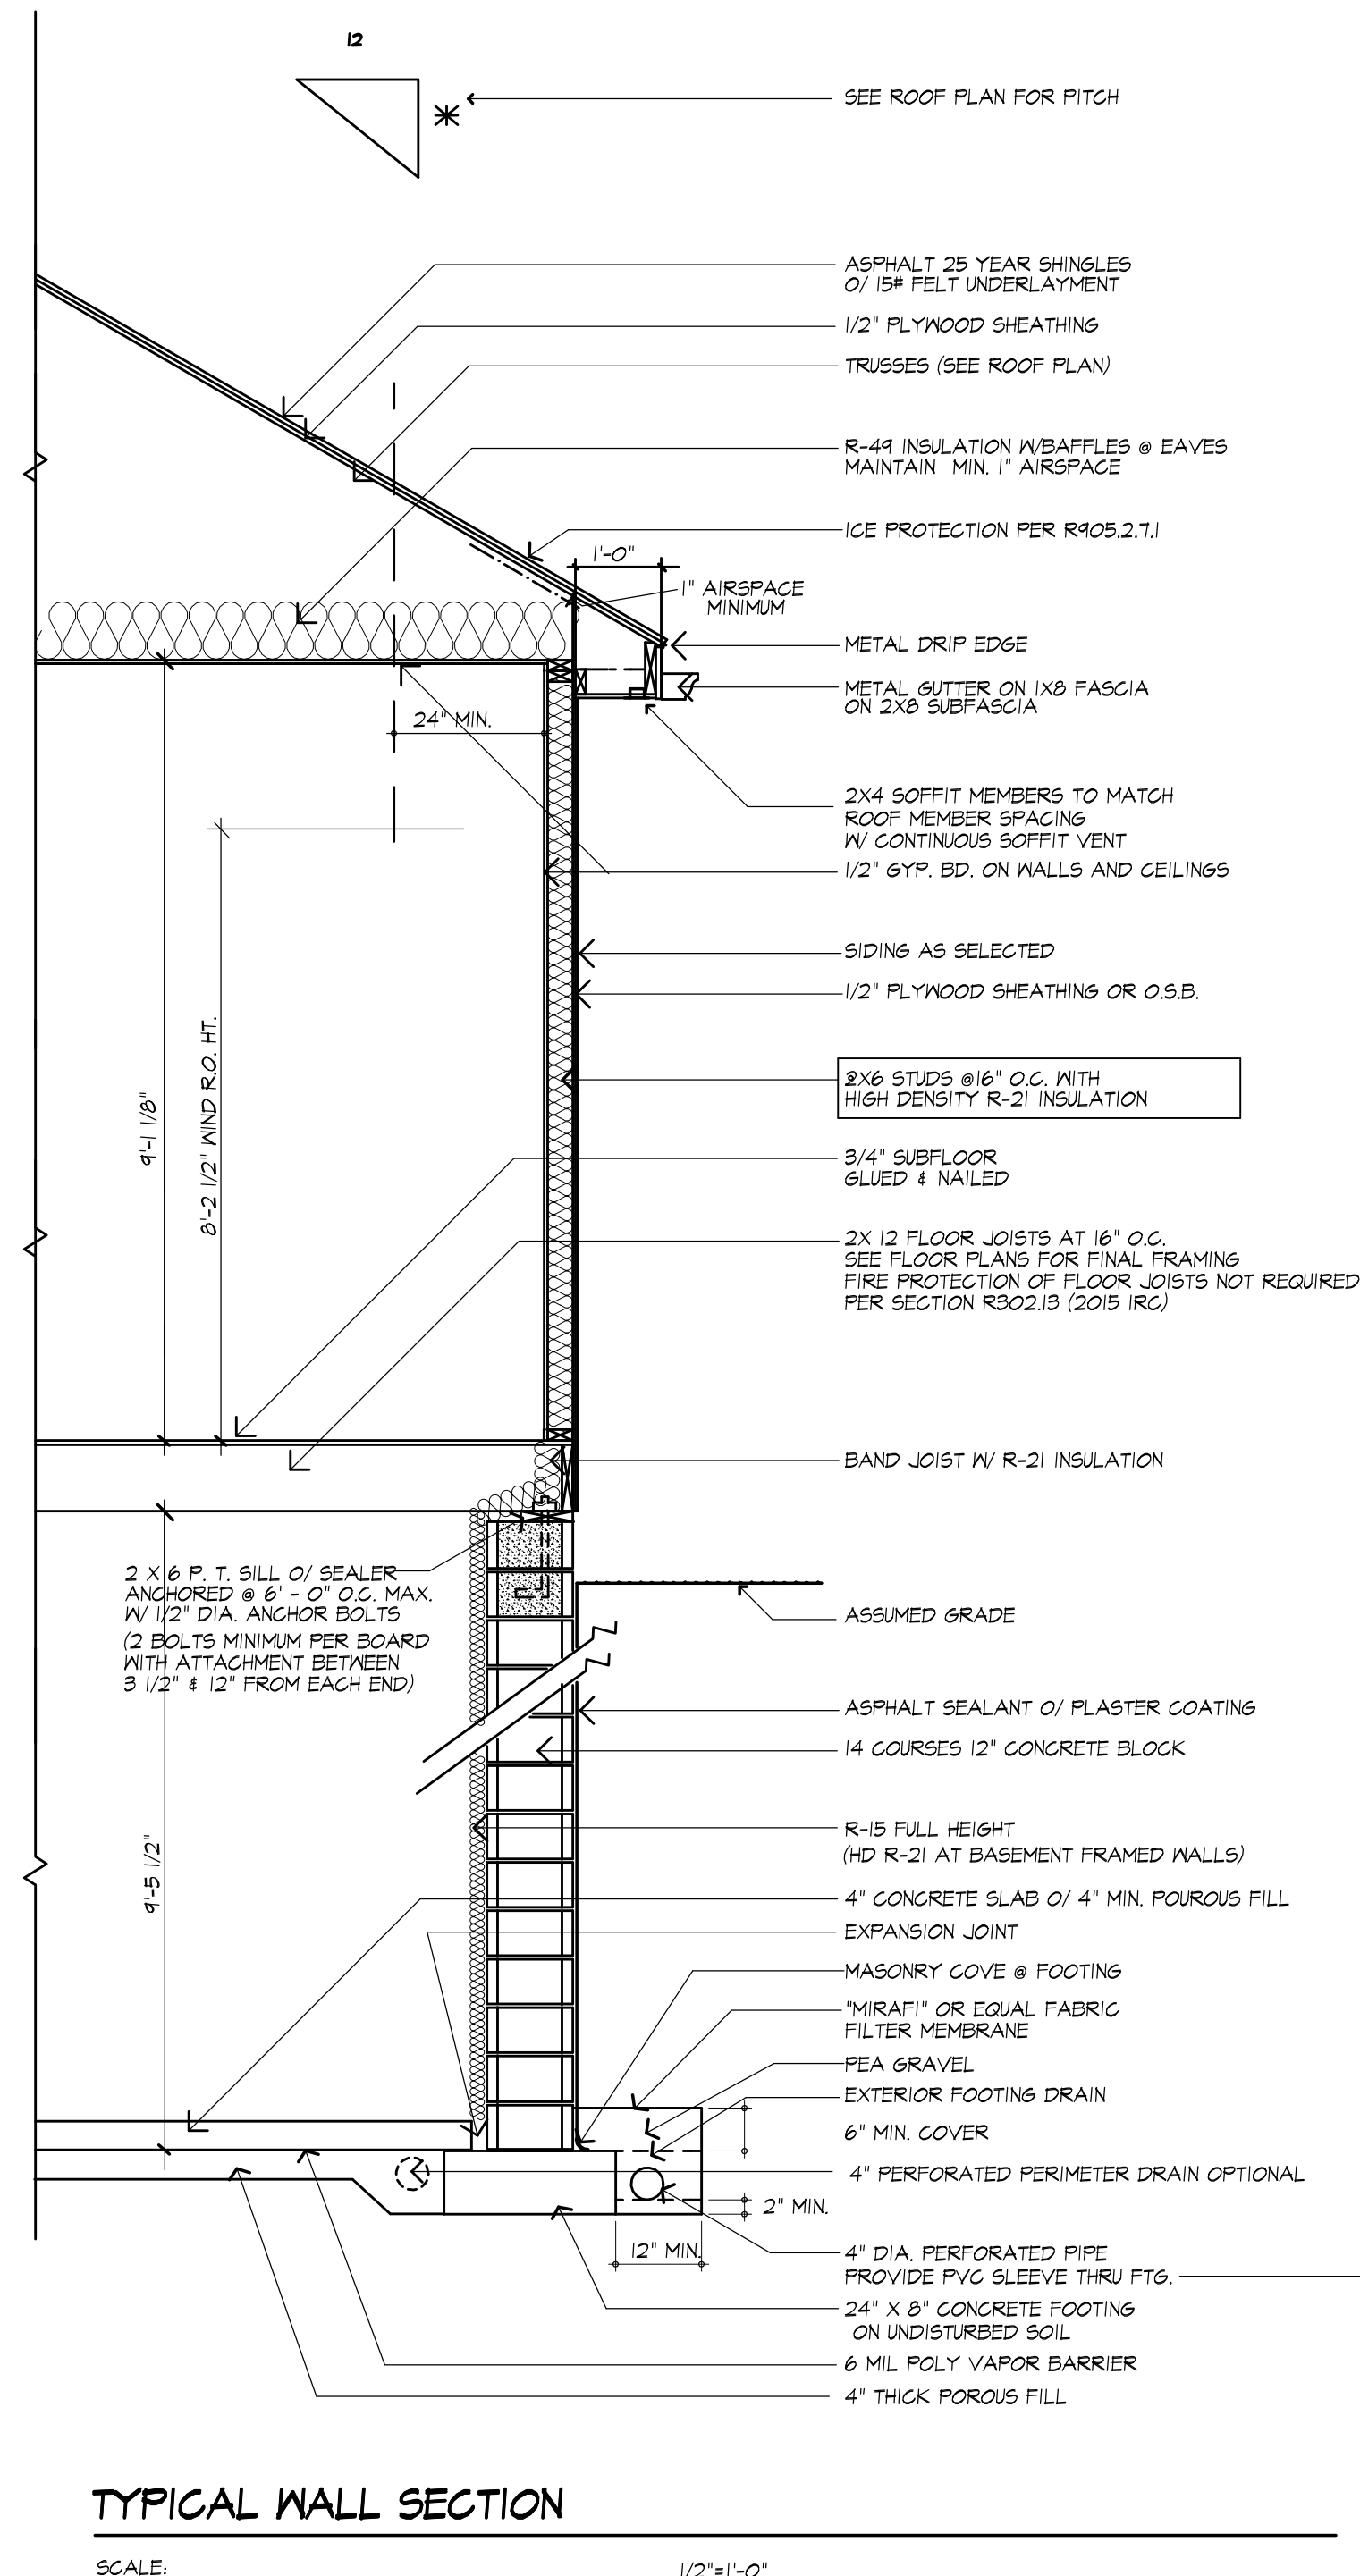 12
SEE ROOF PLAN FOR PITCH
ASPHALT 25 YEAR SHINGLES
O/ 15# FELT UNDERLAYMENT
1/2" PLYWOOD SHEATHING
TRUSSES (SEE ROOF PLAN)
R-49 INSULATION W/BAFFLES @ EAVES
MAINTAIN MIN. 1" AIRSPACE
ICE PROTECTION PER R905.2.7.1
1'-0"
1" AIRSPACE
MINIMUM
METAL DRIP EDGE
METAL GUTTER ON 1X8 FASCIA
ON 2X8 SUBFASCIA
24" MIN.
2X4 SOFFIT MEMBERS TO MATCH
ROOF MEMBER SPACING
W/ CONTINUOUS SOFFIT VENT
1/2" GYP. BD. ON WALLS AND CEILINGS
SIDING AS SELECTED
1/2" PLYWOOD SHEATHING OR O.S.B.
9'-1 1/8"
8'-2 1/2" WIND R.O. HT.
2X6 STUDS @16" O.C. WITH
HIGH DENSITY R-21 INSULATION
3/4" SUBFLOOR
GLUED & NAILED
2X 12 FLOOR JOISTS AT 16" O.C.
SEE FLOOR PLANS FOR FINAL FRAMING
FIRE PROTECTION OF FLOOR JOISTS NOT REQUIRED
PER SECTION R302.13 (2015 IRC)
BAND JOIST W/ R-21 INSULATION
2 X 6 P. T. SILL O/ SEALER
ANCHORED @ 6' - 0" O.C. MAX.
W/ 1/2" DIA. ANCHOR BOLTS
(2 BOLTS MINIMUM PER BOARD
WITH ATTACHMENT BETWEEN
3 1/2" & 12" FROM EACH END)
ASSUMED GRADE
ASPHALT SEALANT O/ PLASTER COATING
14 COURSES 12" CONCRETE BLOCK
9'-5 1/2"
R-15 FULL HEIGHT
(HD R-21 AT BASEMENT FRAMED WALLS)
4" CONCRETE SLAB O/ 4" MIN. POUROUS FILL
EXPANSION JOINT
MASONRY COVE @ FOOTING
"MIRAFI" OR EQUAL FABRIC
FILTER MEMBRANE
PEA GRAVEL
EXTERIOR FOOTING DRAIN
6" MIN. COVER
4" PERFORATED PERIMETER DRAIN OPTIONAL
2" MIN.
12" MIN.
4" DIA. PERFORATED PIPE
PROVIDE PVC SLEEVE THRU FTG.
24" X 8" CONCRETE FOOTING
ON UNDISTURBED SOIL
6 MIL POLY VAPOR BARRIER
4" THICK POROUS FILL
TYPICAL WALL SECTION
SCALE: 1/2"=1'-0"